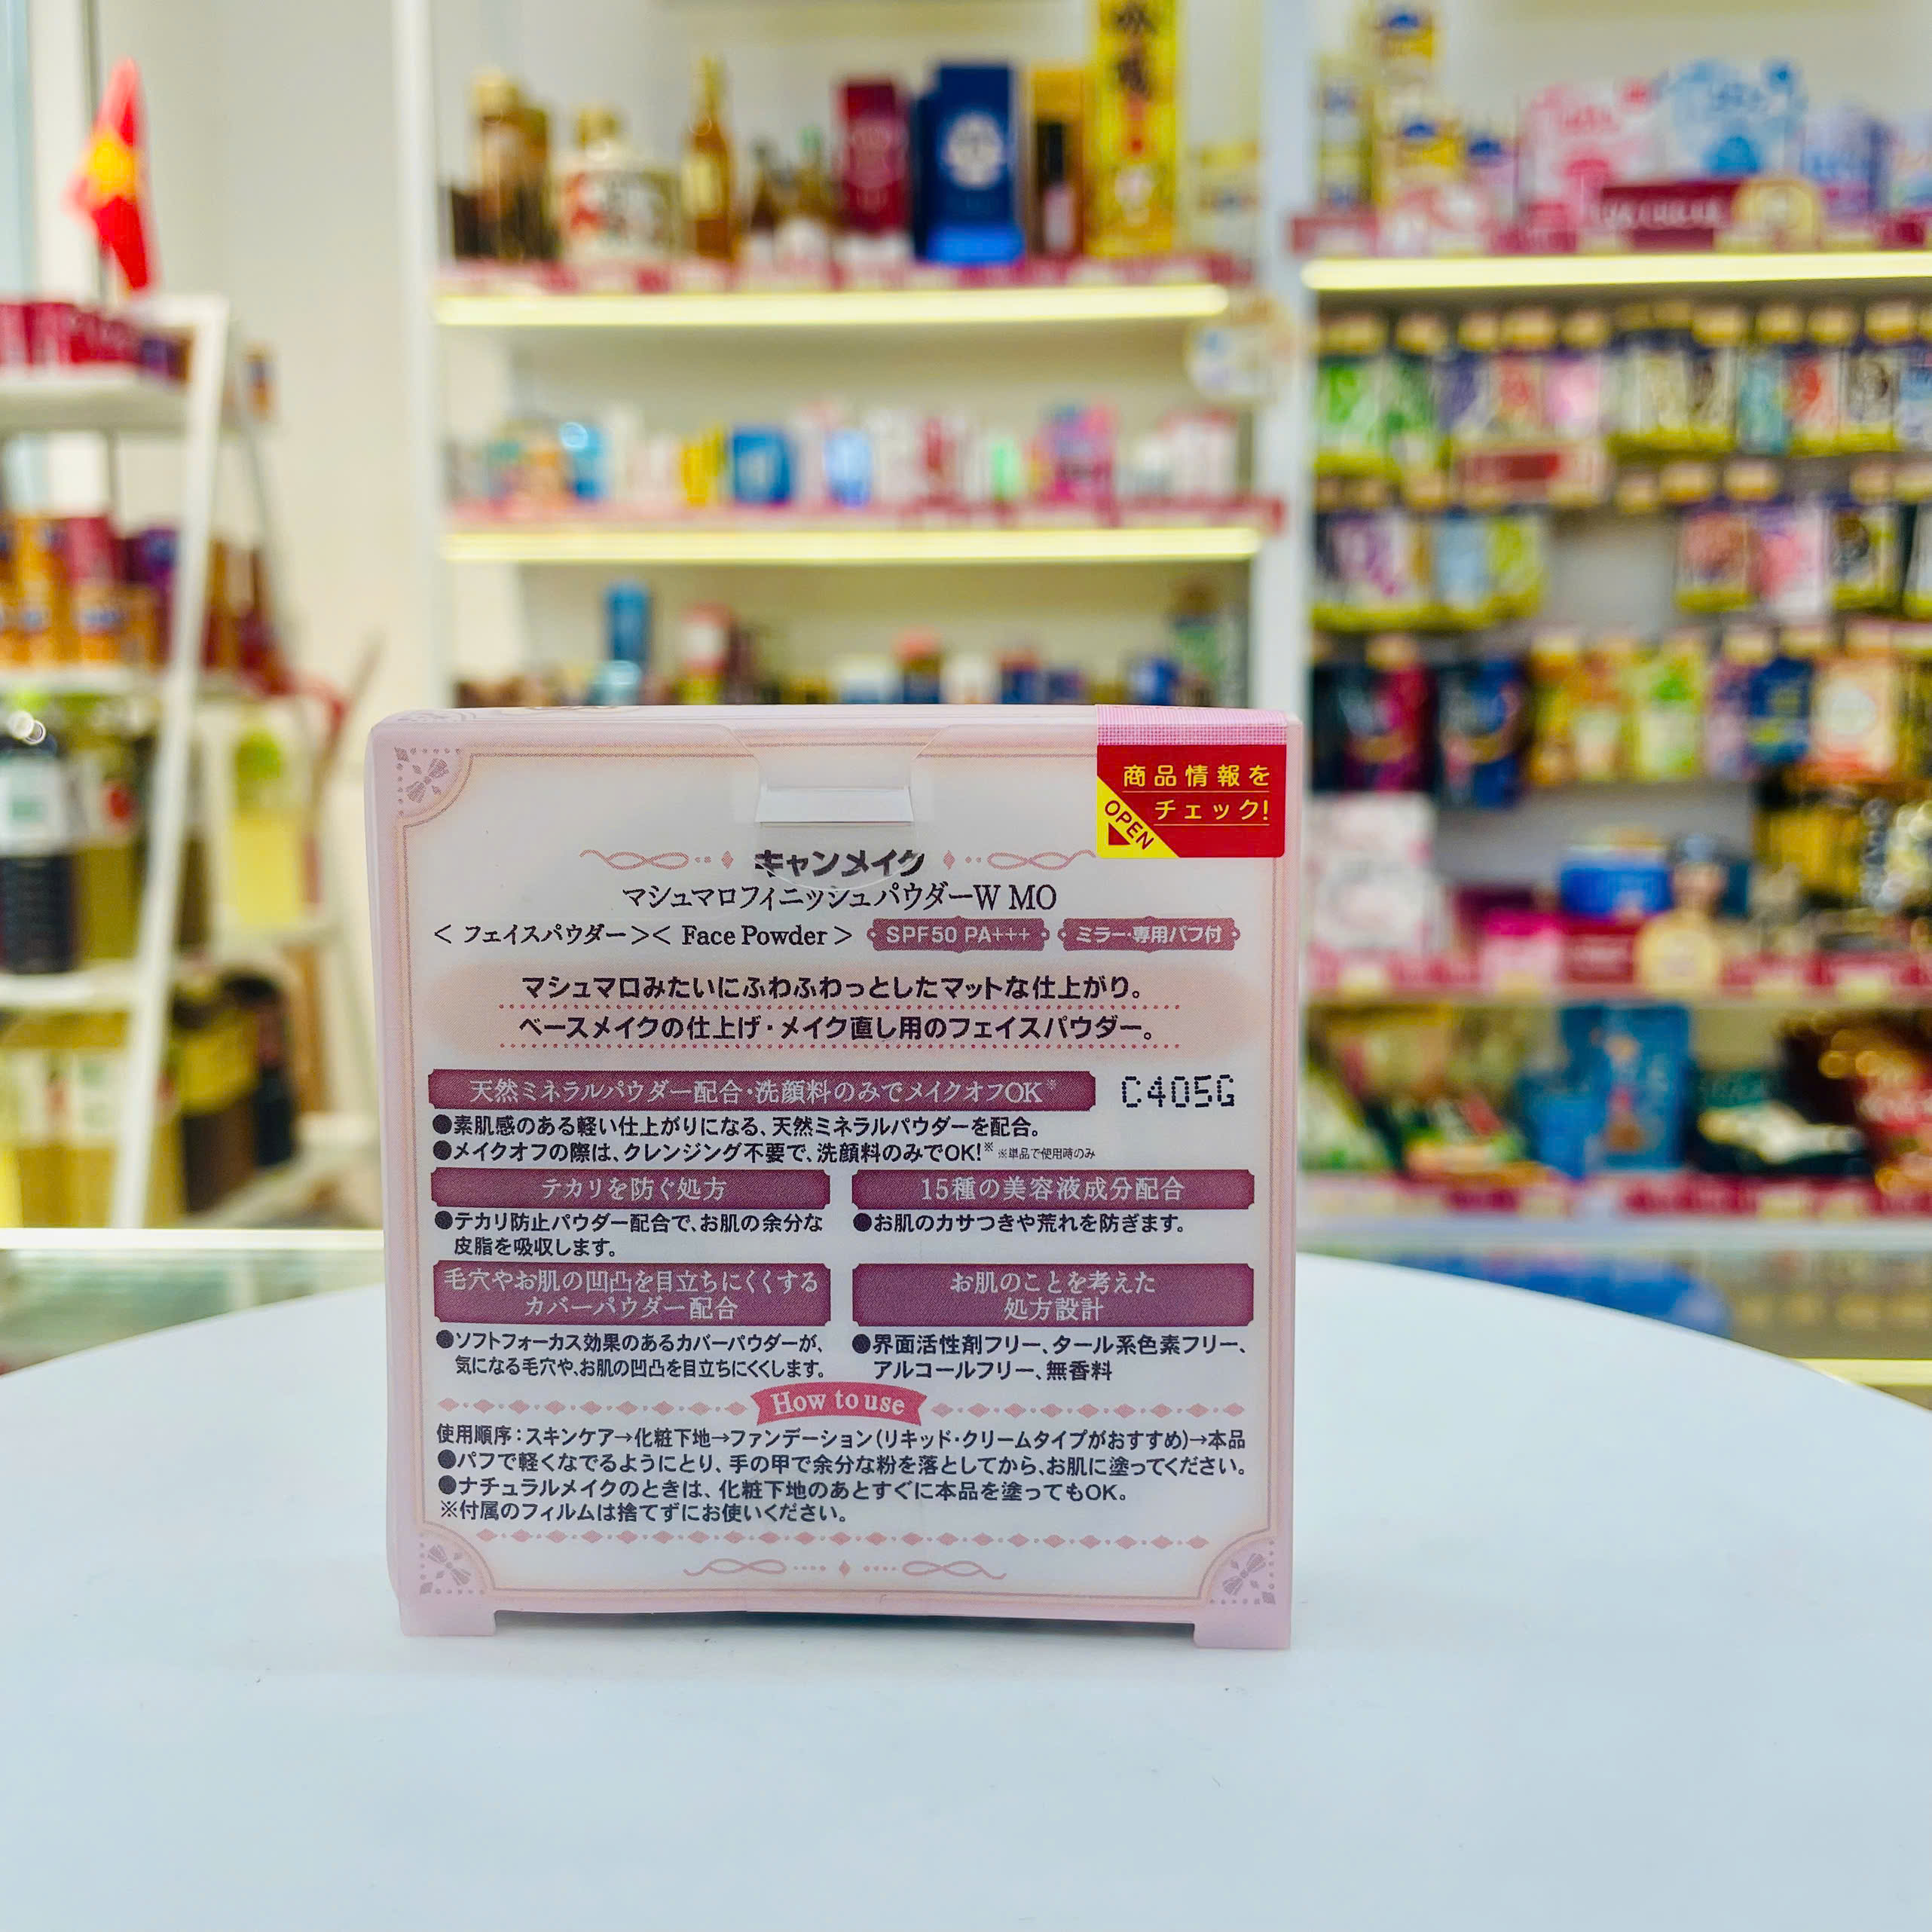 商品情報を
チェック!
OPEN
キャンメイク
マシュマロフィニッシュパウダーW MO
< フェイスパウダー>< Face Powder > SPF50 PA+++ ミラー・専用パフ付
マシュマロみたいにふわふわっとしたマットな仕上がり。
ベースメイクの仕上げ・メイク直し用のフェイスパウダー。
天然ミネラルパウダー配合・洗顔料のみでメイクオフOK※ C405G
●素肌感のある軽い仕上がりになる、天然ミネラルパウダーを配合。
●メイクオフの際は、クレンジング不要で、洗顔料のみでOK!※ ※単品で使用時のみ
テカリを防ぐ処方
●テカリ防止パウダー配合で、お肌の余分な
皮脂を吸収します。
15種の美容液成分配合
●お肌のカサつきや荒れを防ぎます。
毛穴やお肌の凹凸を目立ちにくくする
カバーパウダー配合
●ソフトフォーカス効果のあるカバーパウダーが、
気になる毛穴や、お肌の凹凸を目立ちにくくします。
お肌のことを考えた
処方設計
●界面活性剤フリー、タール系色素フリー、
アルコールフリー、無香料
How to use
使用順序:スキンケア→化粧下地→ファンデーション(リキッド・クリームタイプがおすすめ)→本品
●パフで軽くなでるようにとり、手の甲で余分な粉を落としてから、お肌に塗ってください。
●ナチュラルメイクのときは、化粧下地のあとすぐに本品を塗ってもOK。
※付属のフィルムは捨てずにお使いください。